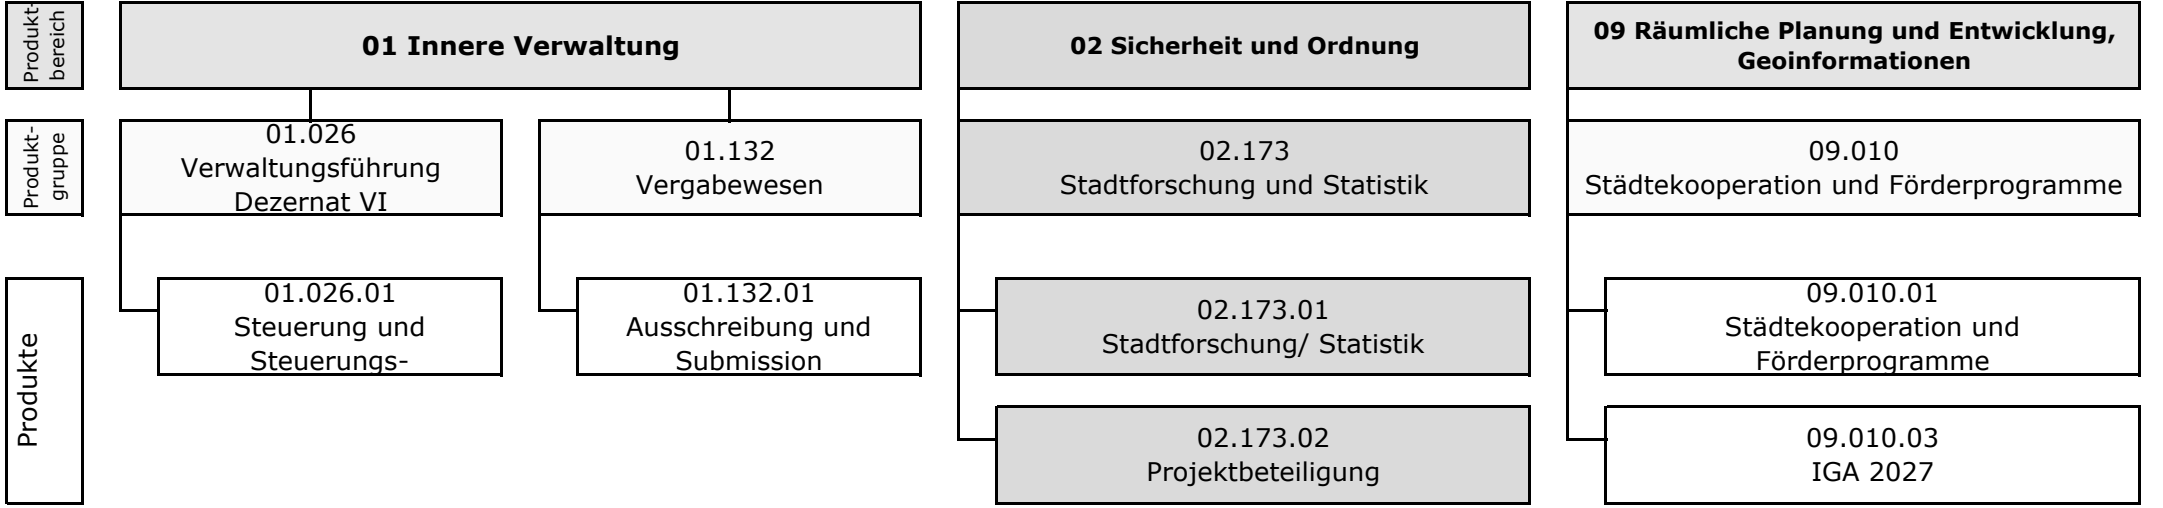 Produkt-
bereich
01 Innere Verwaltung
02 Sicherheit und Ordnung
09 Räumliche Planung und Entwicklung,
Geoinformationen
Produkt-
gruppe
01.026
Verwaltungsführung
Dezernat VI
01.132
Vergabewesen
02.173
Stadtforschung und Statistik
09.010
Städtekooperation und Förderprogramme
Produkte
01.026.01
Steuerung und
Steuerungs-
01.132.01
Ausschreibung und
Submission
02.173.01
Stadtforschung/ Statistik
09.010.01
Städtekooperation und
Förderprogramme
02.173.02
Projektbeteiligung
09.010.03
IGA 2027